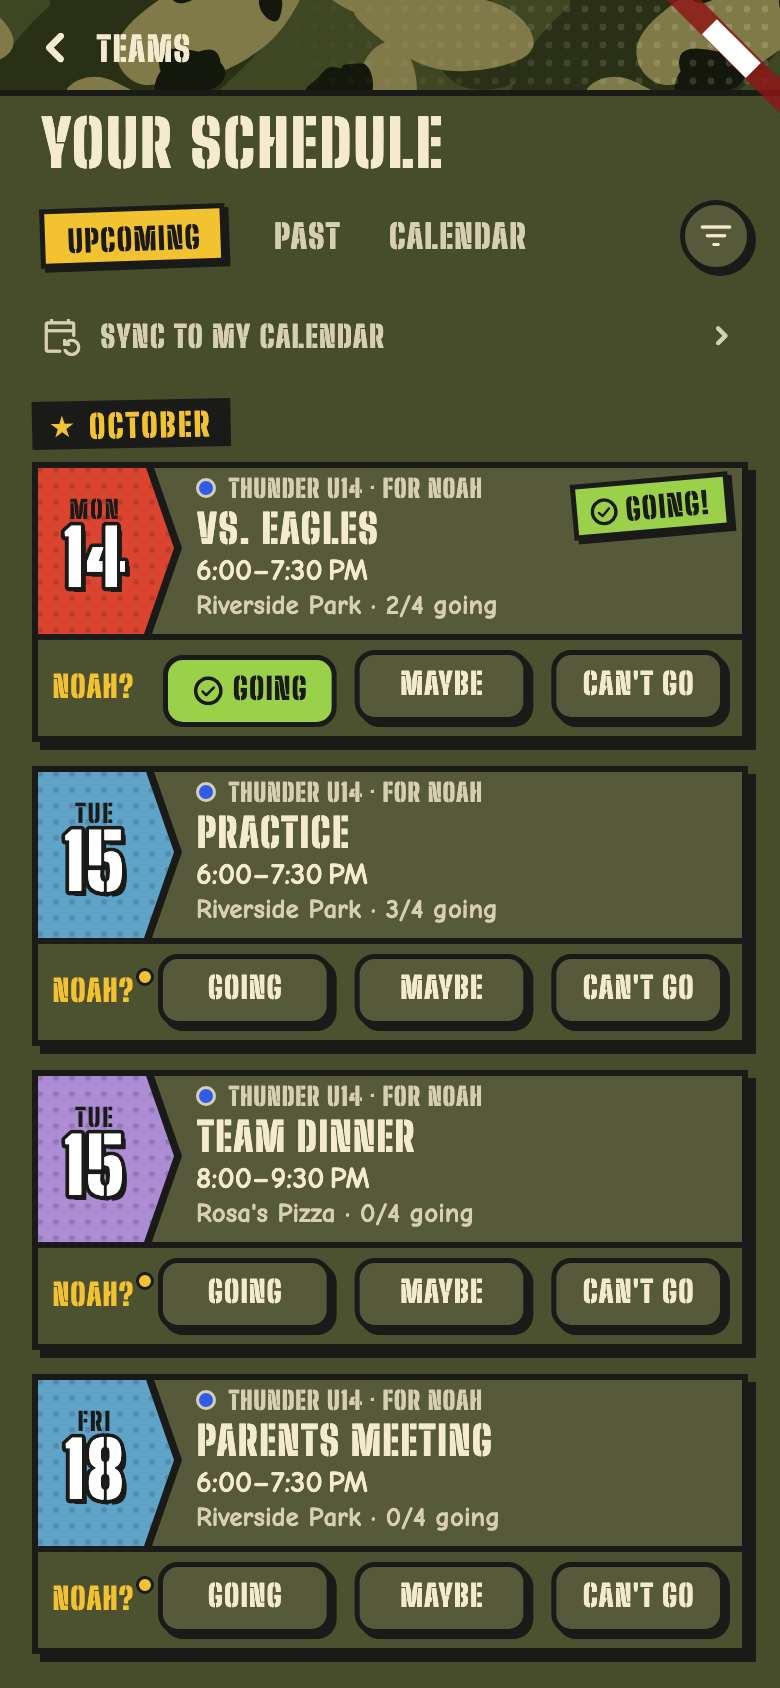 TEAMS
YOUR SCHEDULE
UPCOMING PAST CALENDAR
SYNC TO MY CALENDAR
★ OCTOBER
MON
14
THUNDER U14 · FOR NOAH
VS. EAGLES
6:00–7:30 PM
Riverside Park · 2/4 going
GOING!
NOAH? GOING MAYBE CAN'T GO
TUE
15
THUNDER U14 · FOR NOAH
PRACTICE
6:00–7:30 PM
Riverside Park · 3/4 going
NOAH? GOING MAYBE CAN'T GO
TUE
15
THUNDER U14 · FOR NOAH
TEAM DINNER
8:00–9:30 PM
Rosa's Pizza · 0/4 going
NOAH? GOING MAYBE CAN'T GO
FRI
18
THUNDER U14 · FOR NOAH
PARENTS MEETING
6:00–7:30 PM
Riverside Park · 0/4 going
NOAH? GOING MAYBE CAN'T GO